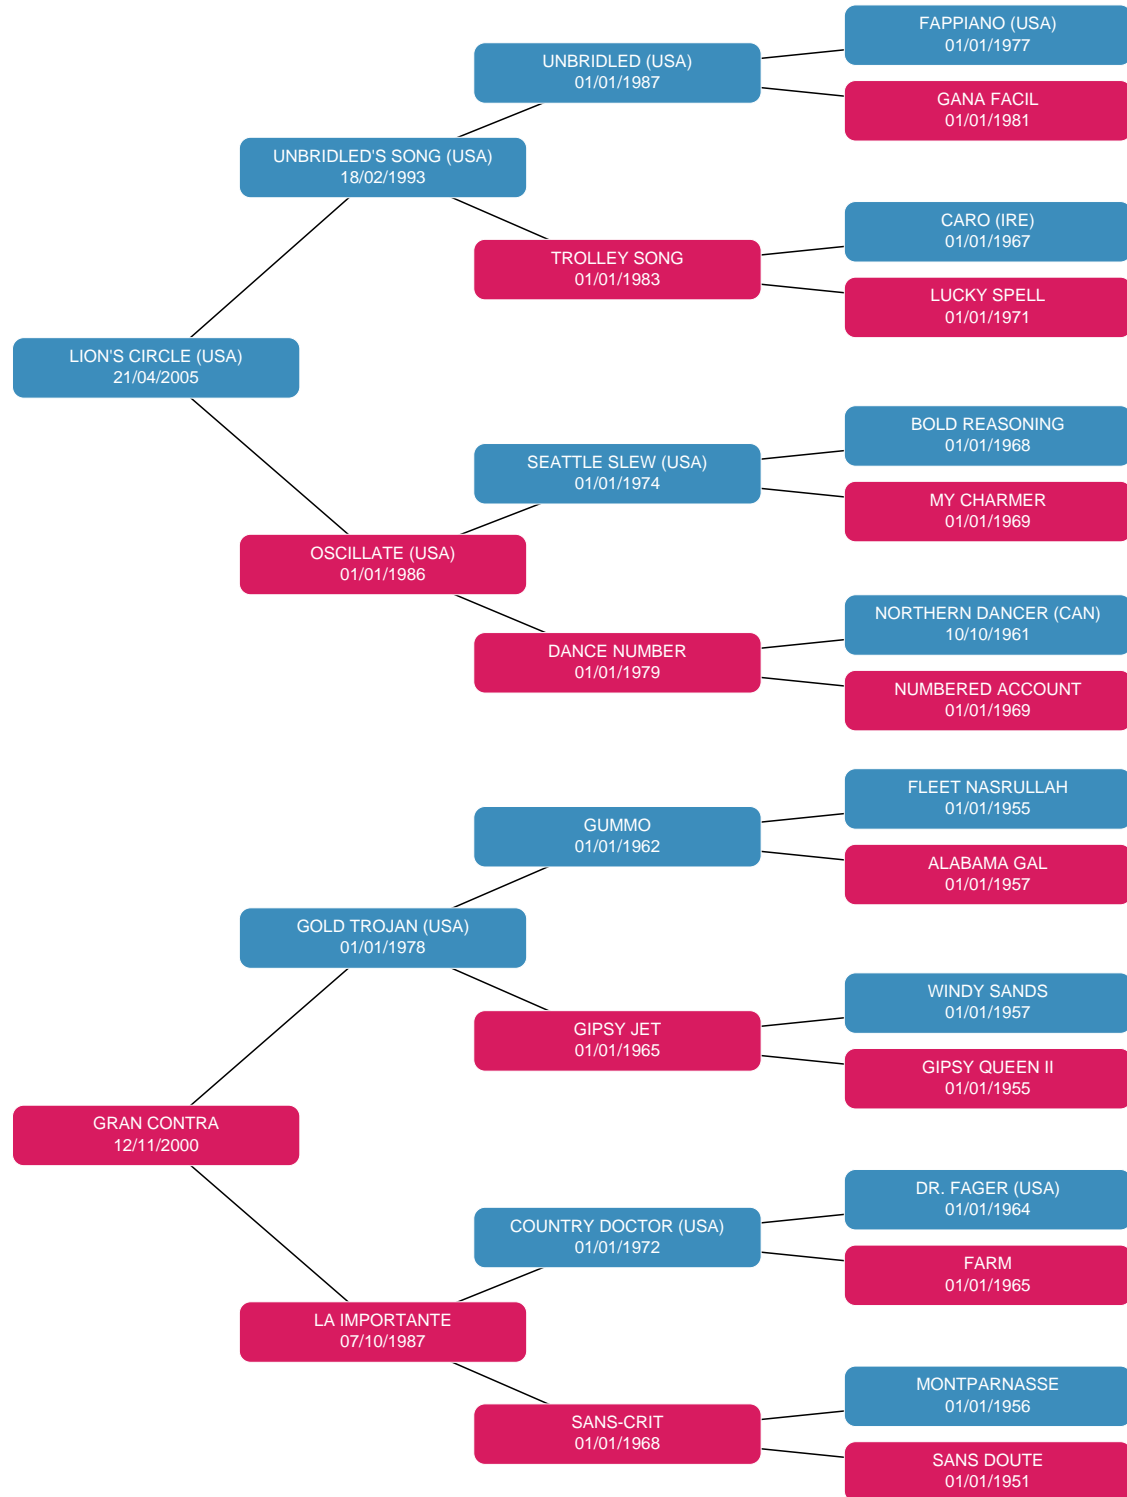 FAPPIANO (USA)
01/01/1977
UNBRIDLED (USA)
01/01/1987
GANA FACIL
01/01/1981
UNBRIDLED'S SONG (USA)
18/02/1993
CARO (IRE)
01/01/1967
TROLLEY SONG
01/01/1983
LUCKY SPELL
01/01/1971
LION'S CIRCLE (USA)
21/04/2005
BOLD REASONING
01/01/1968
SEATTLE SLEW (USA)
01/01/1974
MY CHARMER
01/01/1969
OSCILLATE (USA)
01/01/1986
NORTHERN DANCER (CAN)
10/10/1961
DANCE NUMBER
01/01/1979
NUMBERED ACCOUNT
01/01/1969
FLEET NASRULLAH
01/01/1955
GUMMO
01/01/1962
ALABAMA GAL
01/01/1957
GOLD TROJAN (USA)
01/01/1978
WINDY SANDS
01/01/1957
GIPSY JET
01/01/1965
GIPSY QUEEN II
01/01/1955
GRAN CONTRA
12/11/2000
DR. FAGER (USA)
01/01/1964
COUNTRY DOCTOR (USA)
01/01/1972
FARM
01/01/1965
LA IMPORTANTE
07/10/1987
MONTPARNASSE
01/01/1956
SANS-CRIT
01/01/1968
SANS DOUTE
01/01/1951